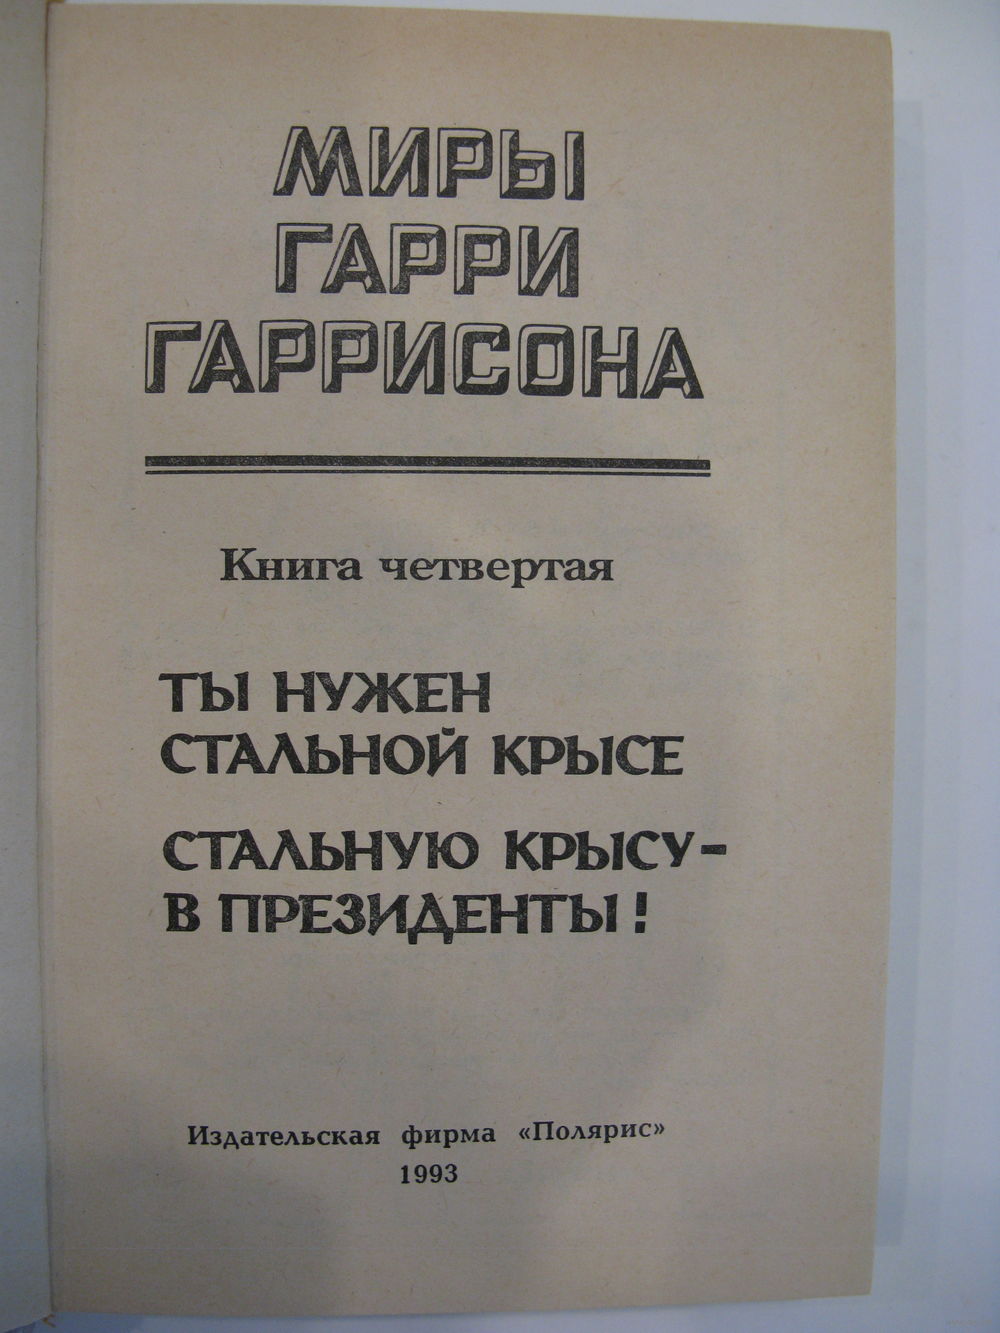 МИРЫ
ГАРРИ
ГАРРИСОНА
Книга четвертая
ТЫ НУЖЕН
СТАЛЬНОЙ КРЫСЕ
СТАЛЬНУЮ КРЫСУ-
В ПРЕЗИДЕНТЫ!
Издательская фирма «Полярис»
1993